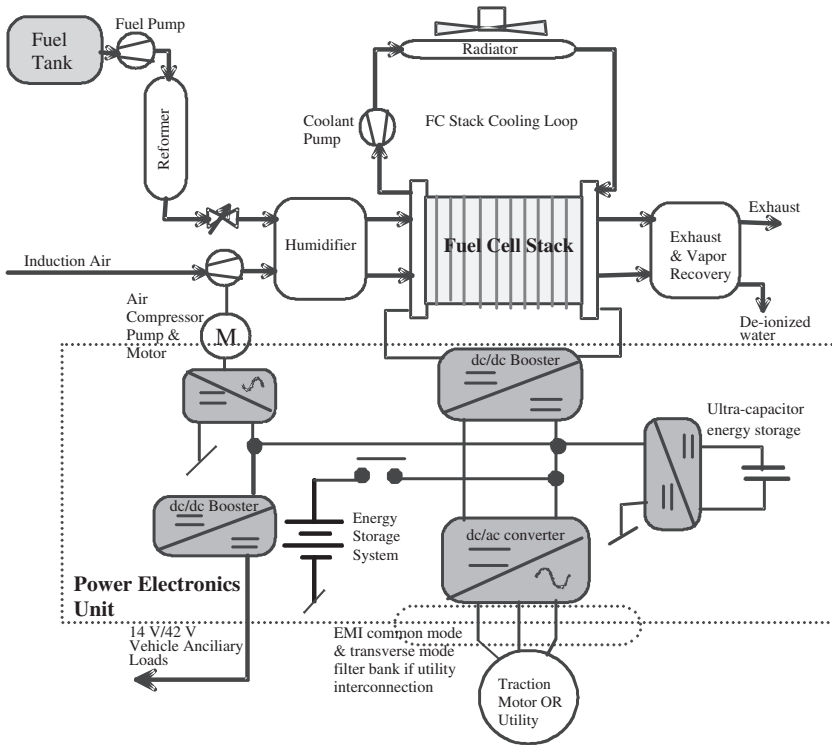 Fuel Pump
Fuel
Tank
Radiator
Reformer
Coolant
Pump
FC Stack Cooling Loop
Exhaust
Humidifier
Fuel Cell Stack
Exhaust
& Vapor
Recovery
Induction Air
Air
Compressor
Pump &
Motor
M
De-ionized
water
dc/dc Booster
Ultra-capacitor
energy storage
dc/dc Booster
Energy
Storage
System
dc/ac converter
Power Electronics
Unit
14 V/42 V
Vehicle Anciliary
Loads
EMI common mode
& transverse mode
filter bank if utility
interconnection
Traction
Motor OR
Utility